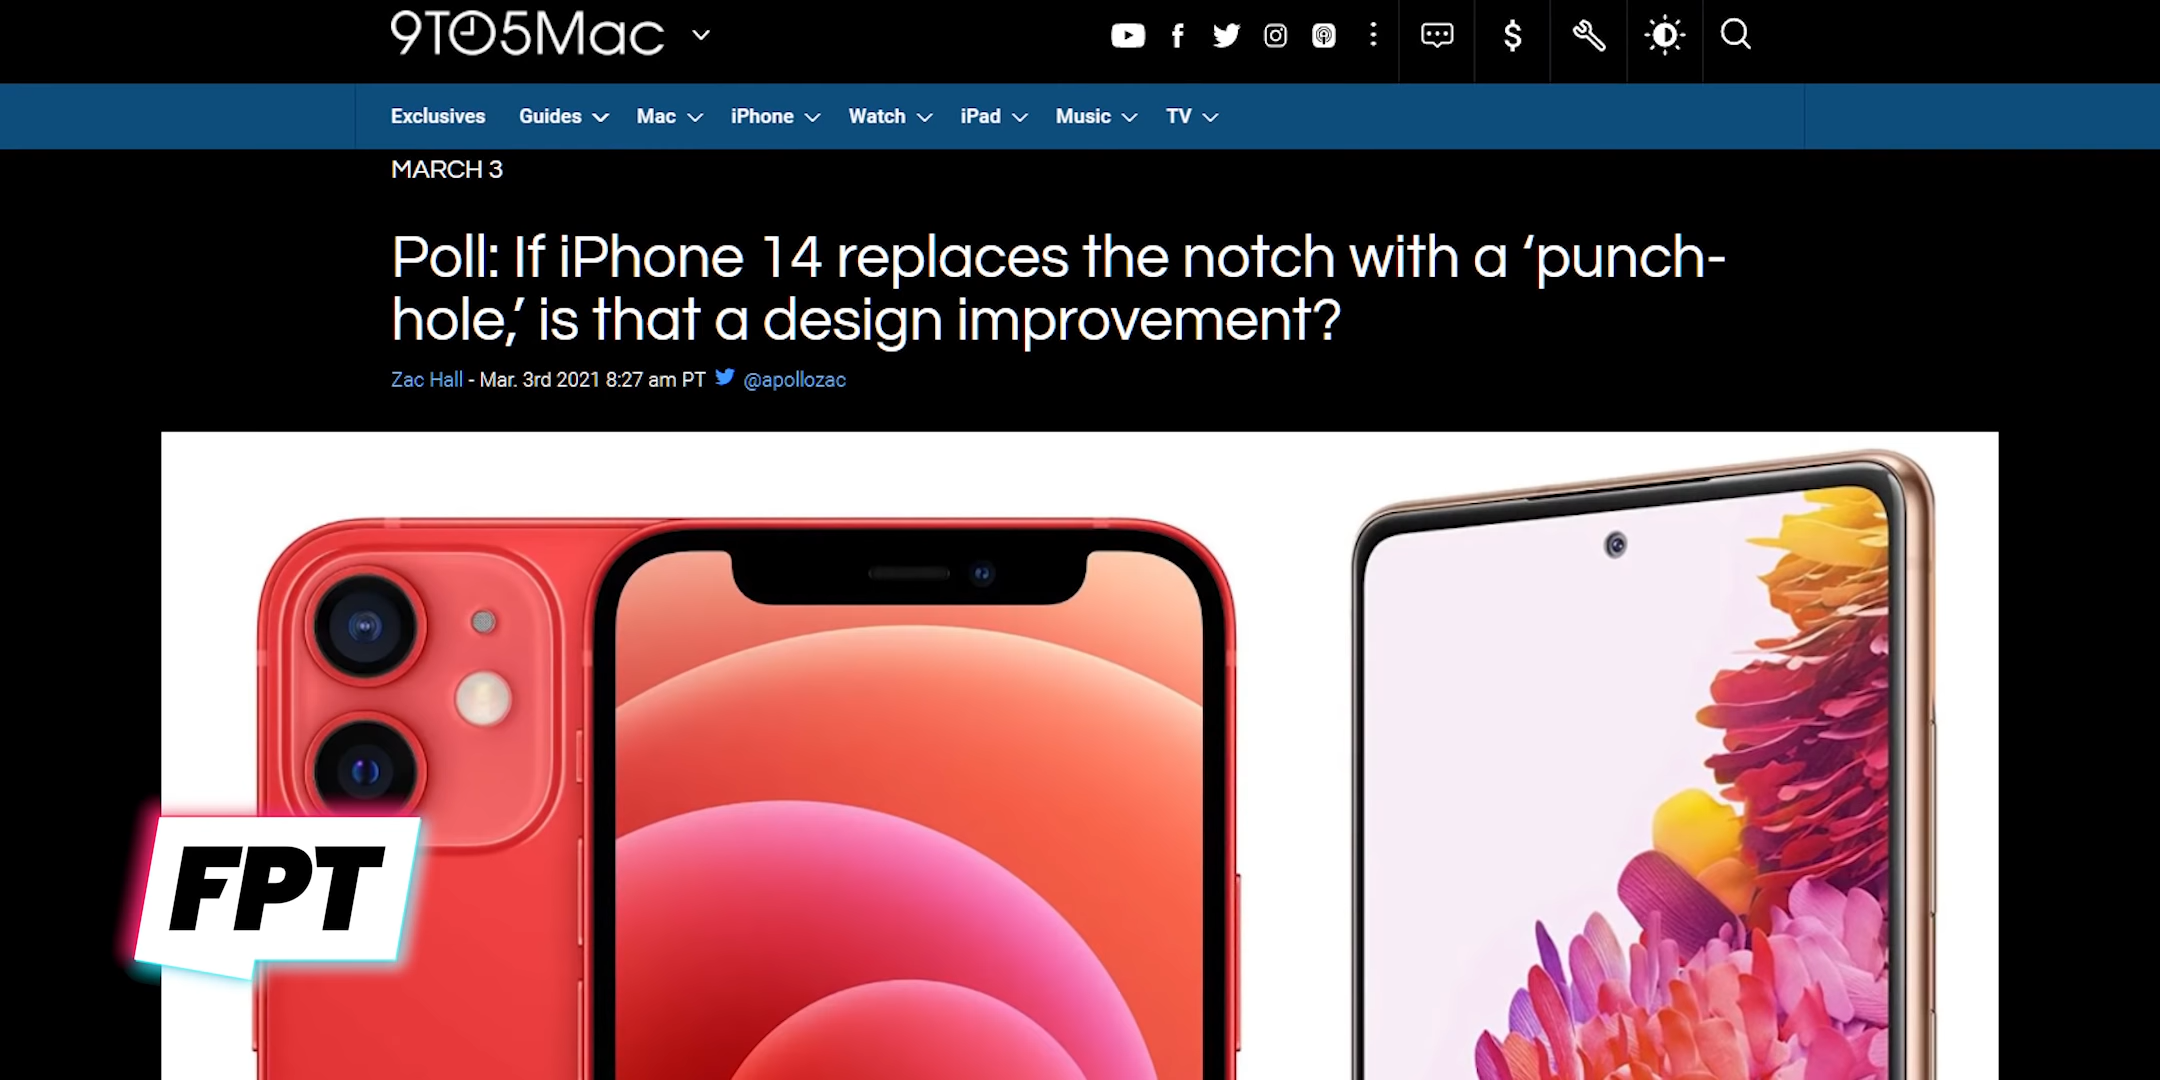 9TO5Mac
Exclusives Guides Mac iPhone Watch iPad Music TV
MARCH 3
Poll: If iPhone 14 replaces the notch with a ‘punch-
hole,’ is that a design improvement?
Zac Hall - Mar. 3rd 2021 8:27 am PT @apollozac
FPT